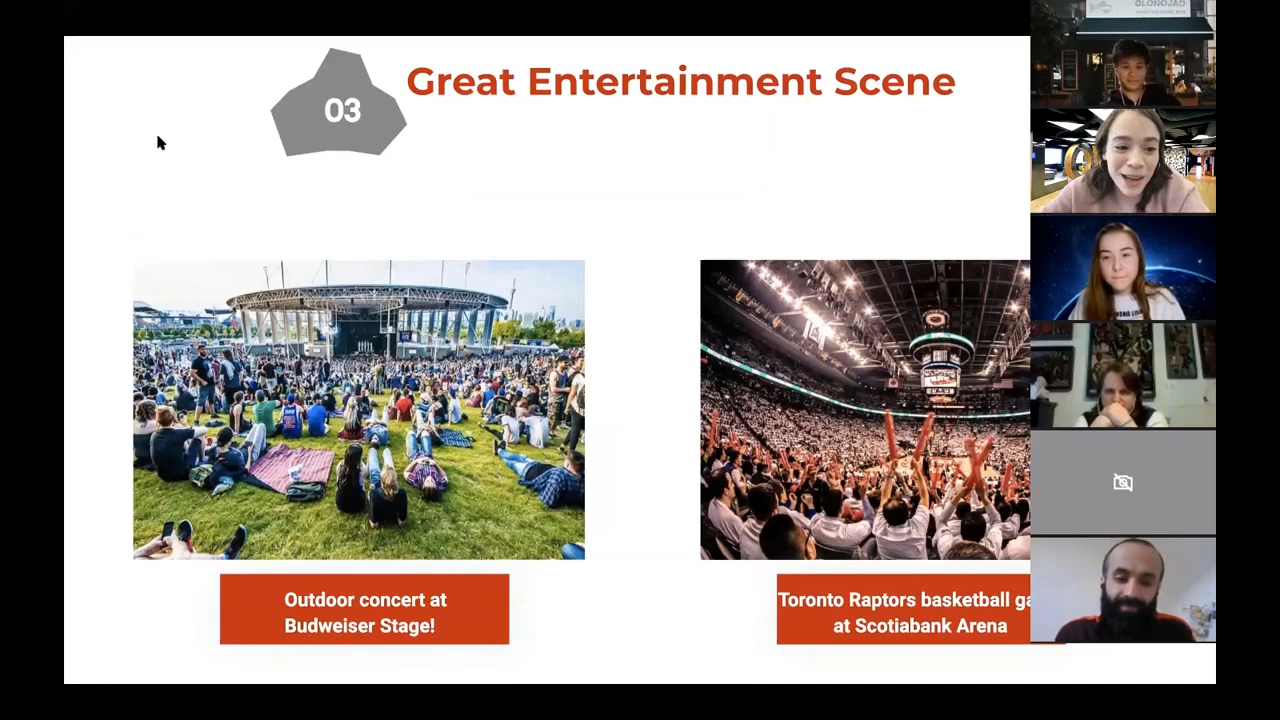 03
Great Entertainment Scene
Outdoor concert at
Budweiser Stage!
Toronto Raptors basketball ga
at Scotiabank Arena